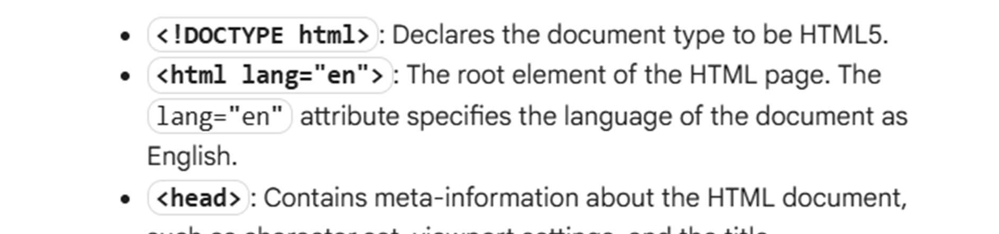 • <!DOCTYPE html>: Declares the document type to be HTML5.
• <html lang="en">: The root element of the HTML page. The
lang="en" attribute specifies the language of the document as
English.
• <head>: Contains meta-information about the HTML document,
such as character set, viewport settings, and the title.